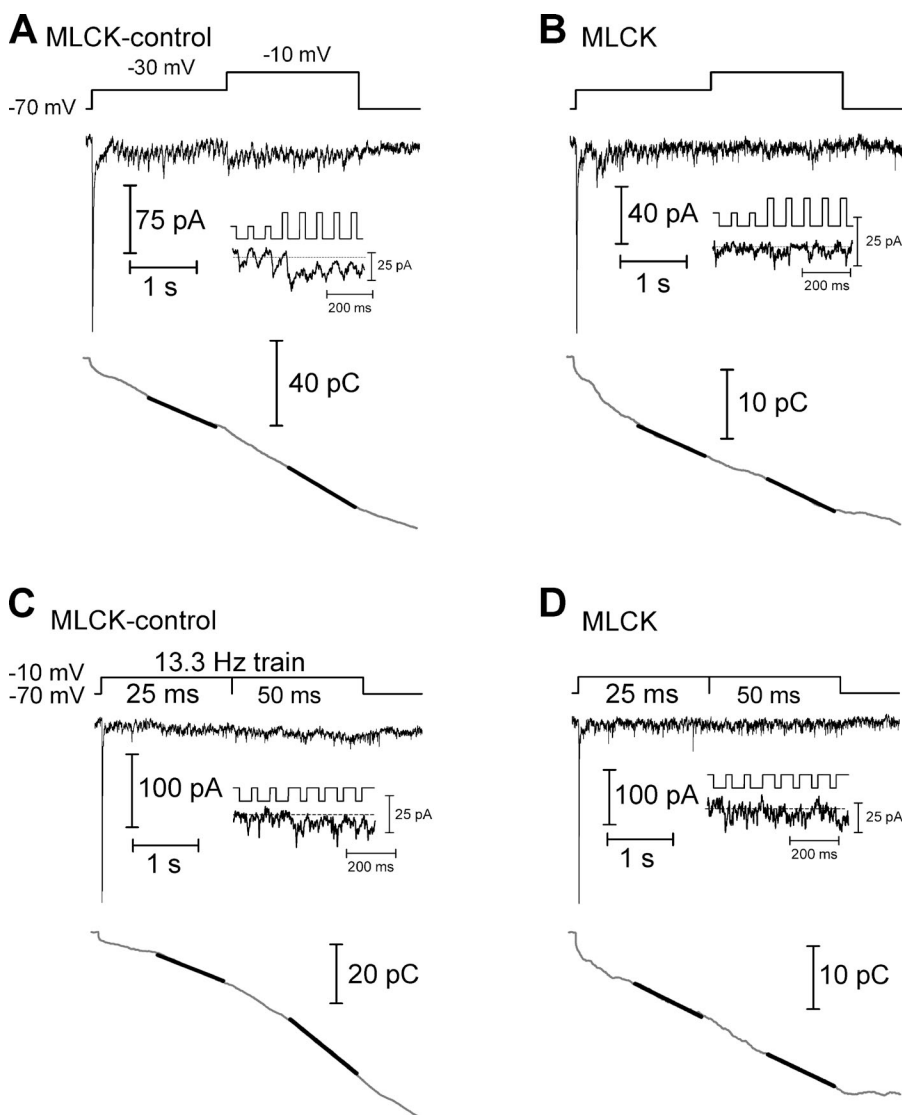 A MLCK-control
-30 mV
-10 mV
-70 mV
75 pA
1 s
25 pA
200 ms
40 pC
B MLCK
40 pA
1 s
25 pA
200 ms
10 pC
C MLCK-control
-10 mV
-70 mV
13.3 Hz train
25 ms
50 ms
100 pA
1 s
25 pA
200 ms
20 pC
D MLCK
25 ms
50 ms
100 pA
1 s
25 pA
200 ms
10 pC